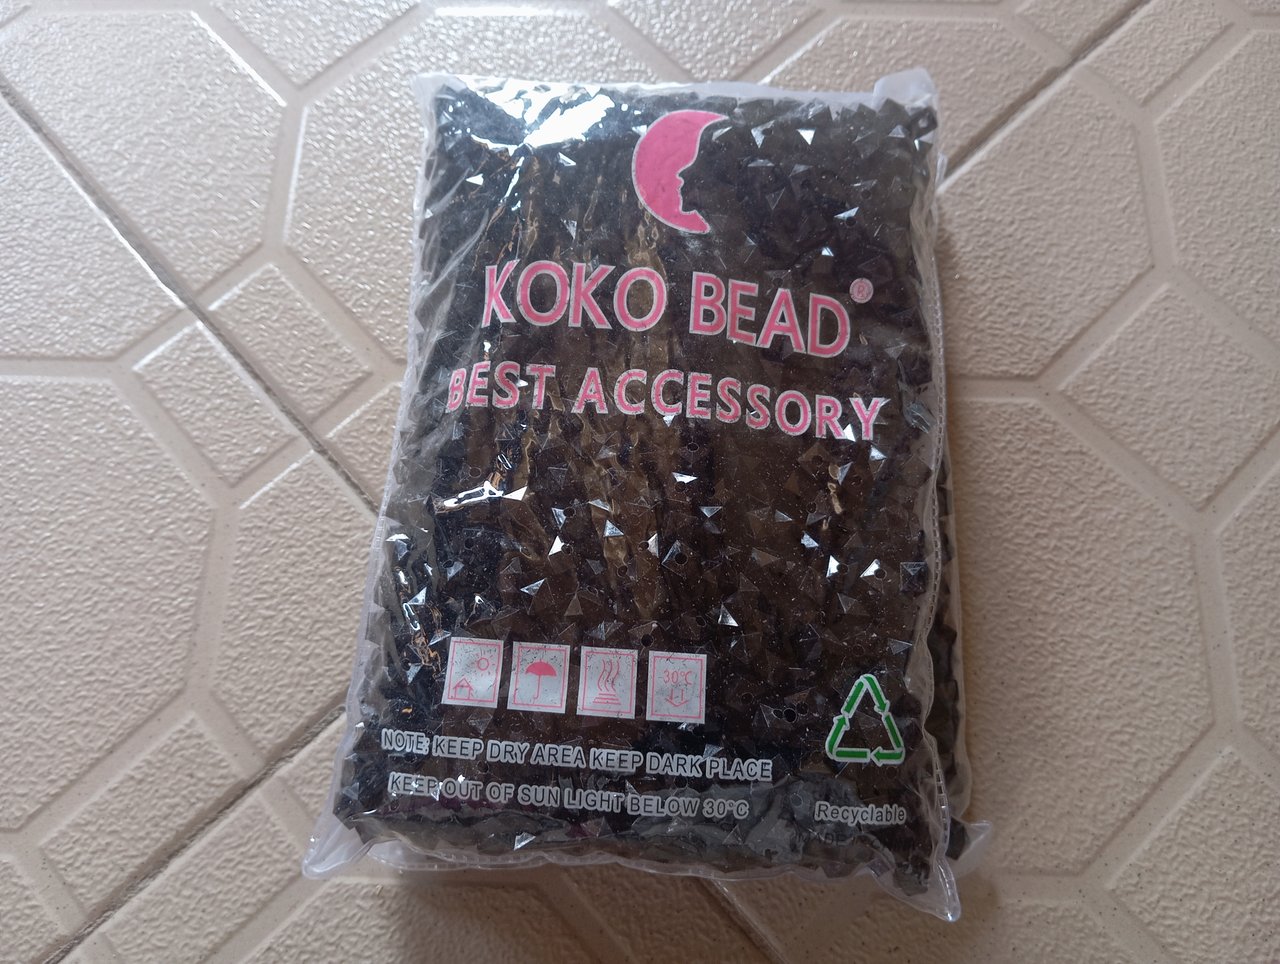 KOKO BEAD®
BEST ACCESSORY
30°C
NOTE: KEEP DRY AREA KEEP DARK PLACE
KEEP OUT OF SUN LIGHT BELOW 30°C
Recyclable